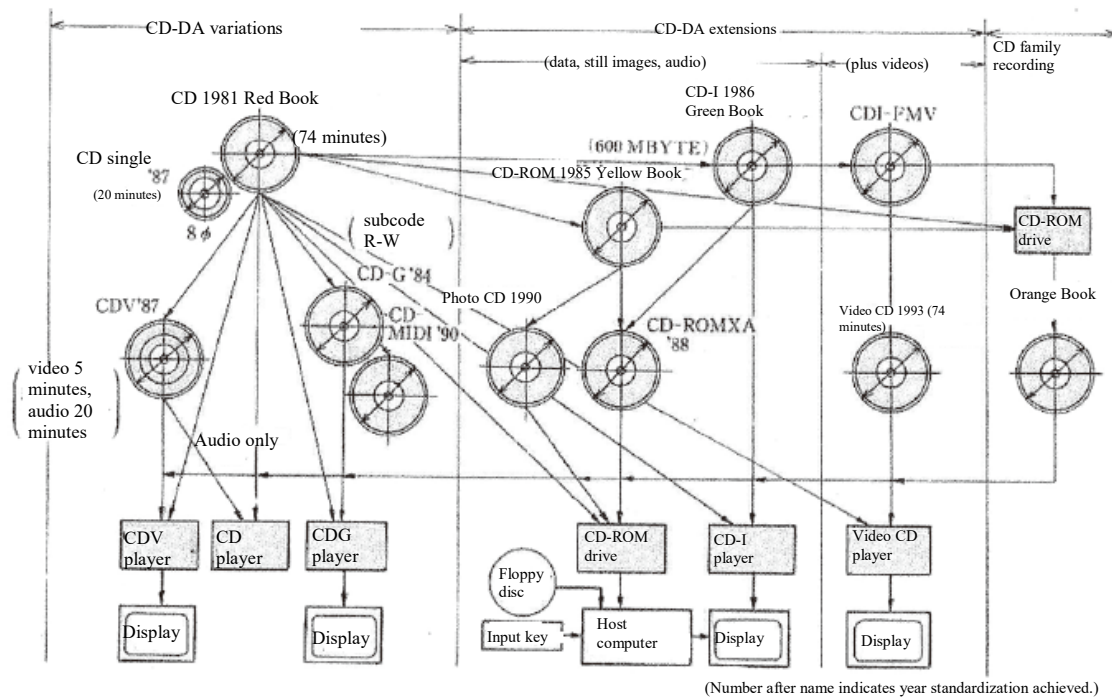 CD-DA variations
CD-DA extensions
CD family
recording
(data, still images, audio)
(plus videos)
CD 1981 Red Book
(74 minutes)
CD-I 1986
Green Book
CDI-FMV
(600 MBYTE)
CD single
'87
(20 minutes)
8 φ
CD-ROM 1985 Yellow Book
CD-ROM
drive
(subcode
R-W)
CD-G '84
CDV'87
CD-
MIDI '90
Photo CD 1990
CD-ROMXA
'88
Video CD 1993 (74
minutes)
Orange Book
(video 5
minutes,
audio 20
minutes)
Audio only
CDV
player
CD
player
CDG
player
CD-ROM
drive
CD-I
player
Video CD
player
Floppy
disc
Input key
Host
computer
Display
Display
Display
Display
(Number after name indicates year standardization achieved.)